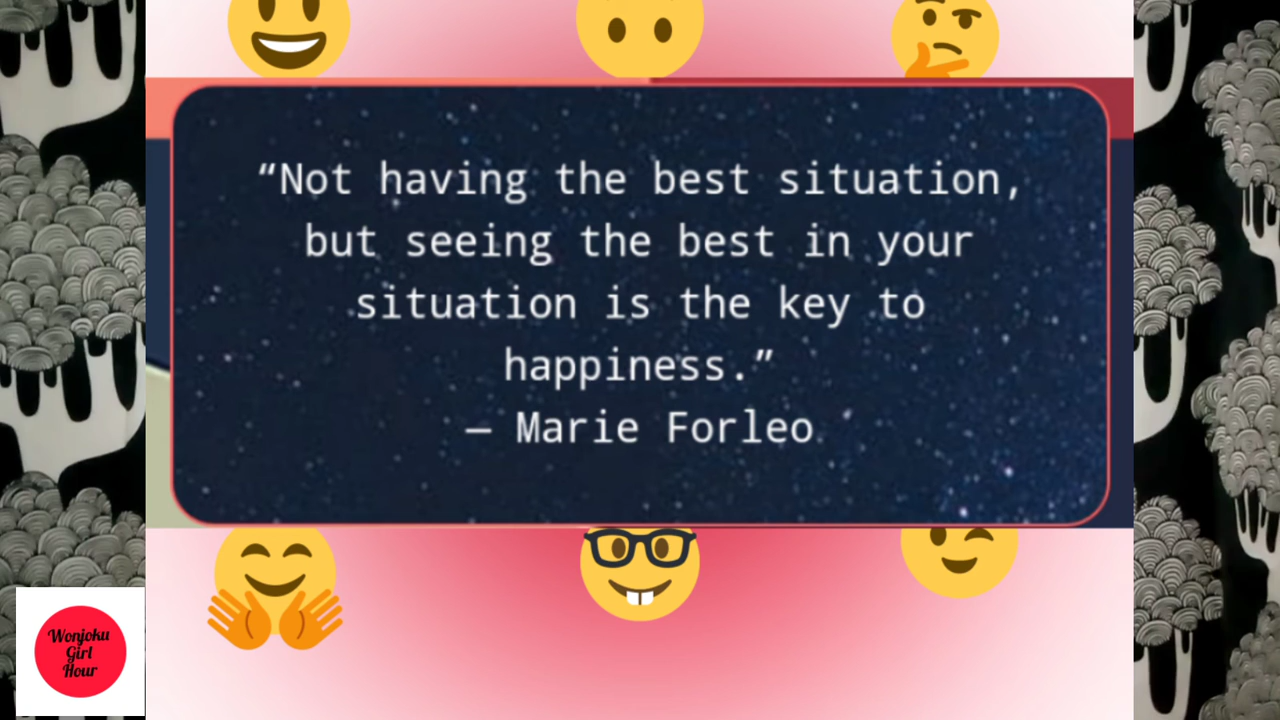 “Not having the best situation,
but seeing the best in your
situation is the key to
happiness.”
— Marie Forleo
Wonjoku
Girl
Hour